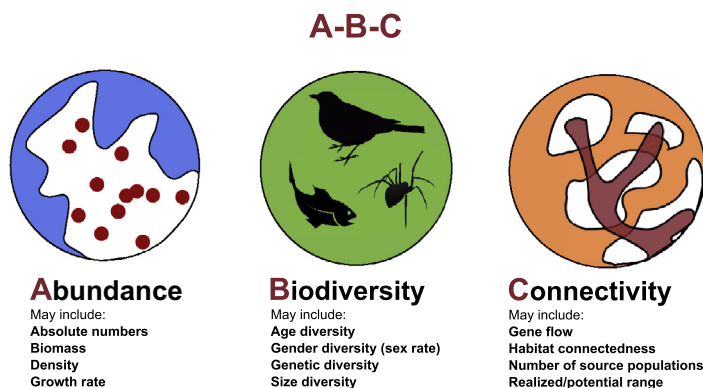 A-B-C
Abundance
May include:
Absolute numbers
Biomass
Density
Growth rate
Biodiversity
May include:
Age diversity
Gender diversity (sex rate)
Genetic diversity
Size diversity
Connectivity
May include:
Gene flow
Habitat connectedness
Number of source populations
Realized/potential range